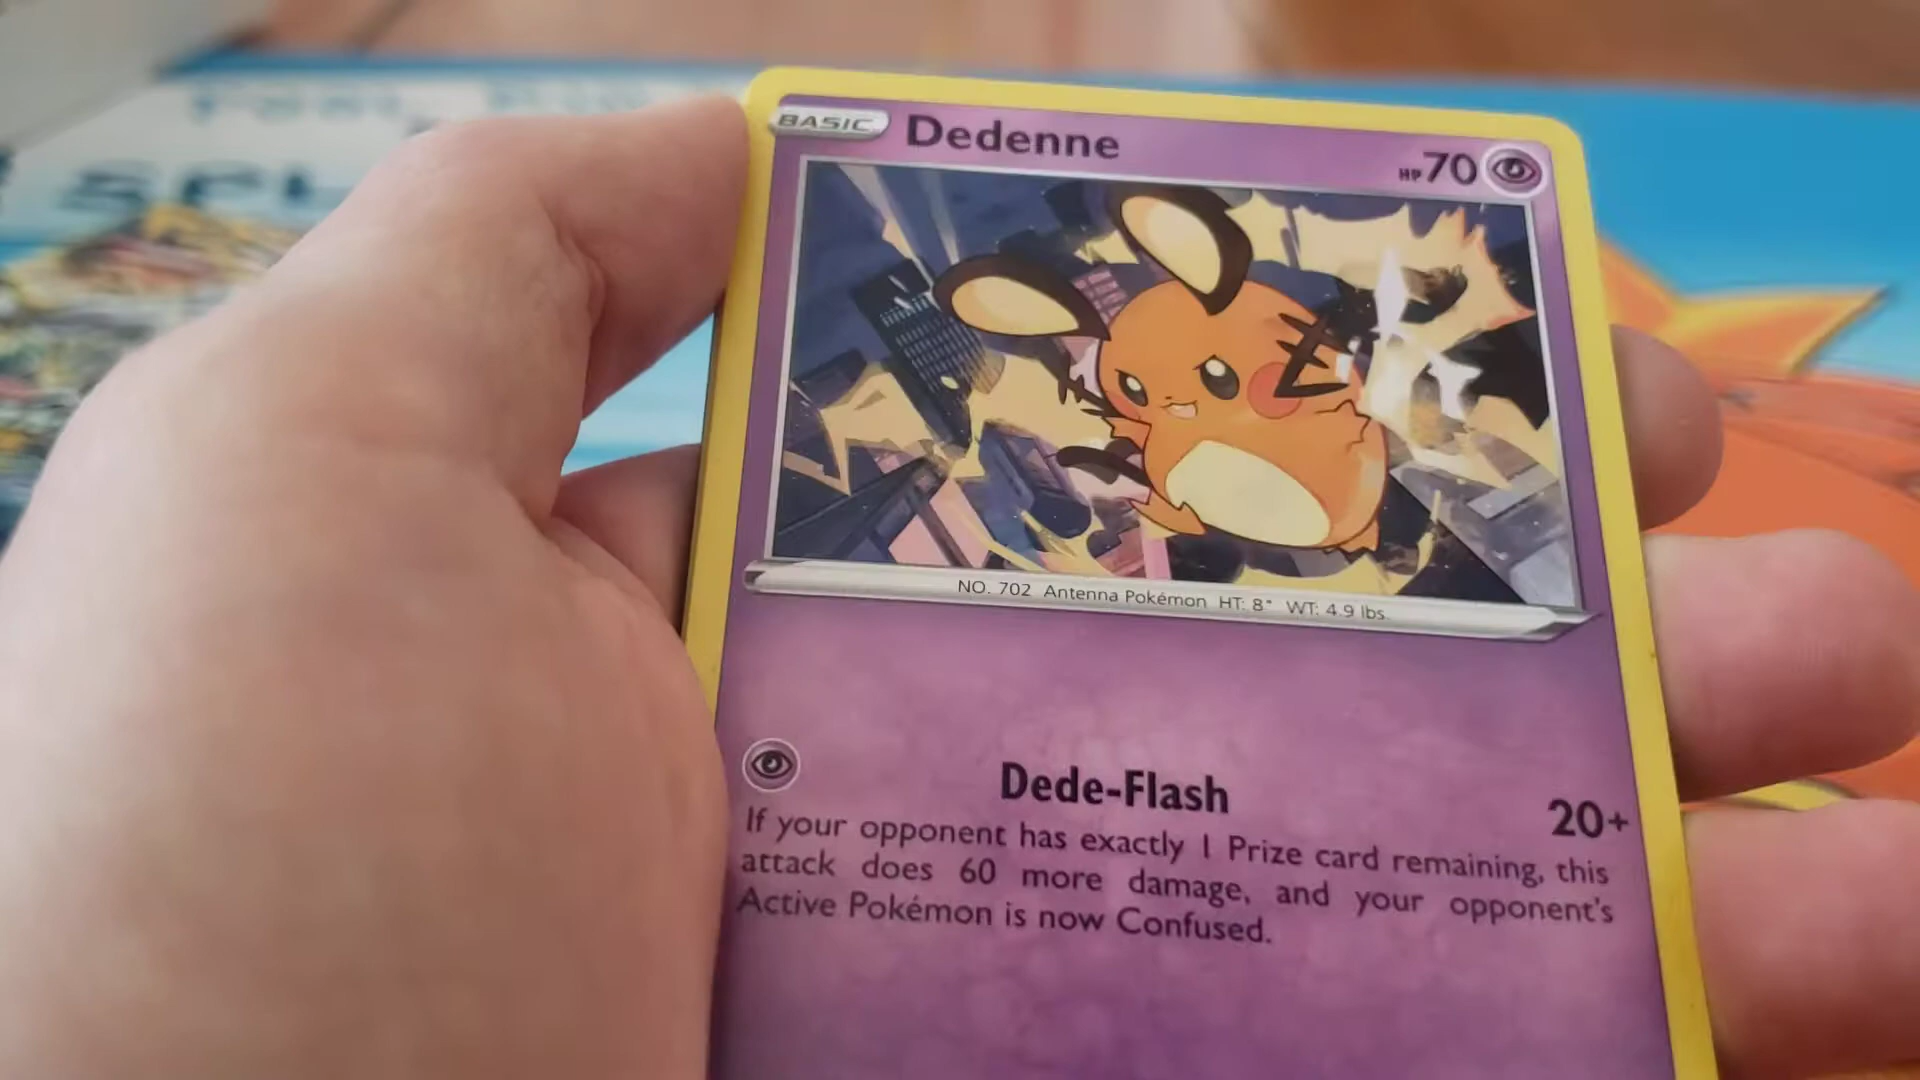 BASIC Dedenne HP 70
NO. 702 Antenna Pokémon HT: 8" WT: 4.9 lbs.
Dede-Flash 20+
If your opponent has exactly 1 Prize card remaining, this
attack does 60 more damage, and your opponent's
Active Pokémon is now Confused.